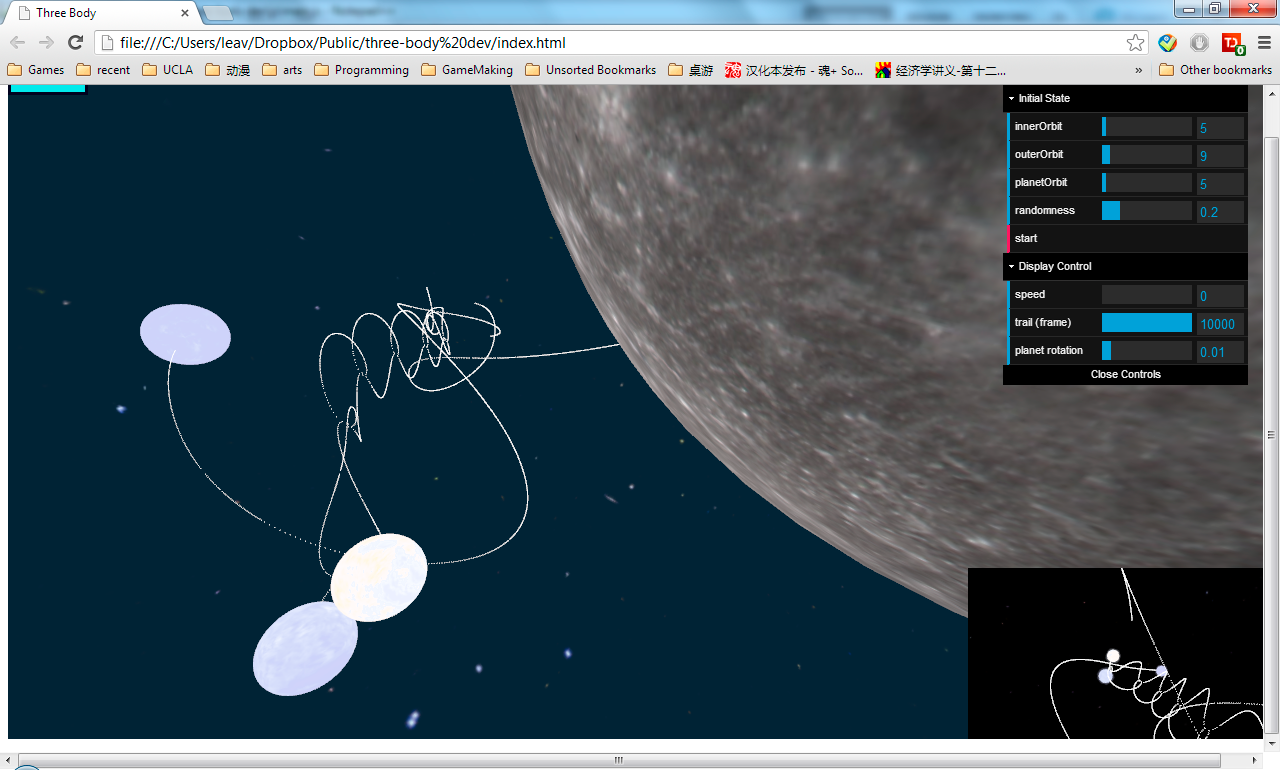 Three Body
file:///C:/Users/leav/Dropbox/Public/three-body%20dev/index.html
TD
0
Games
recent
UCLA
动漫
arts
Programming
GameMaking
Unsorted Bookmarks
桌游
汉化本发布 - 魂+ So...
经济学讲义-第十二...
»
Other bookmarks
Initial State
innerOrbit 5
outerOrbit 9
planetOrbit 5
randomness 0.2
start
Display Control
speed 0
trail (frame) 10000
planet rotation 0.01
Close Controls